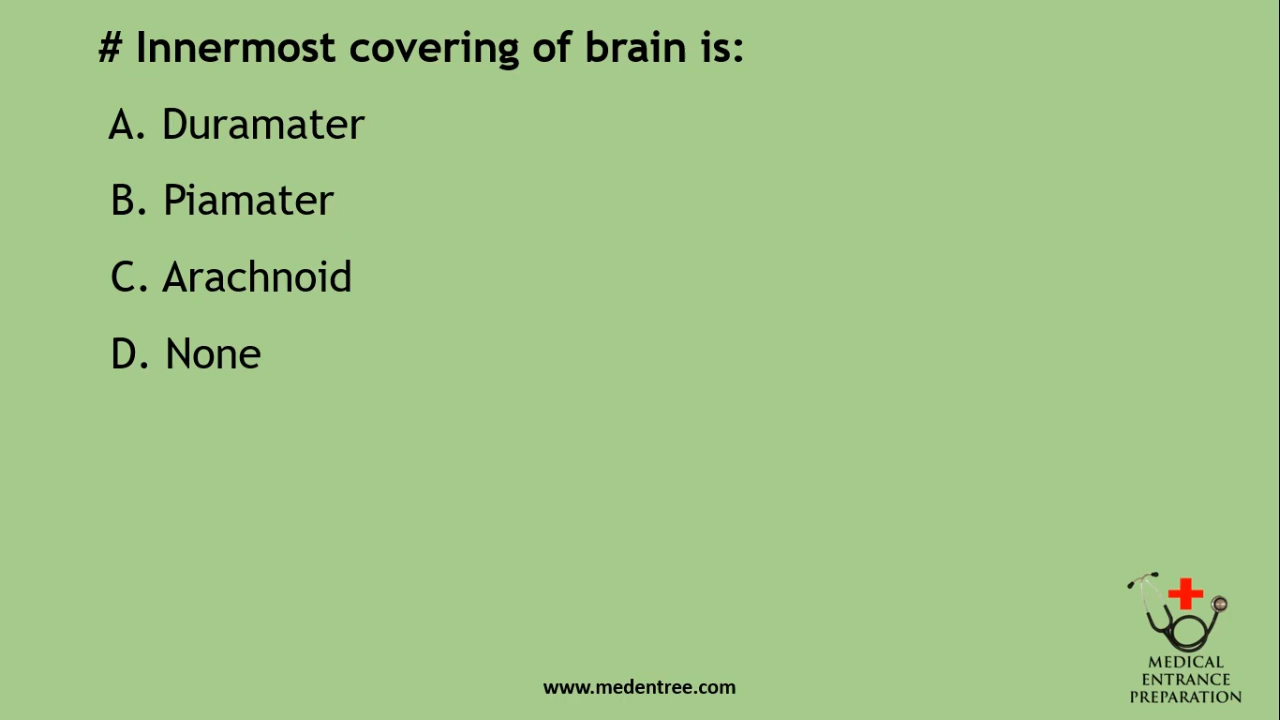 # Innermost covering of brain is:
A. Duramater
B. Piamater
C. Arachnoid
D. None
MEDICAL
ENTRANCE
PREPARATION
www.medentree.com